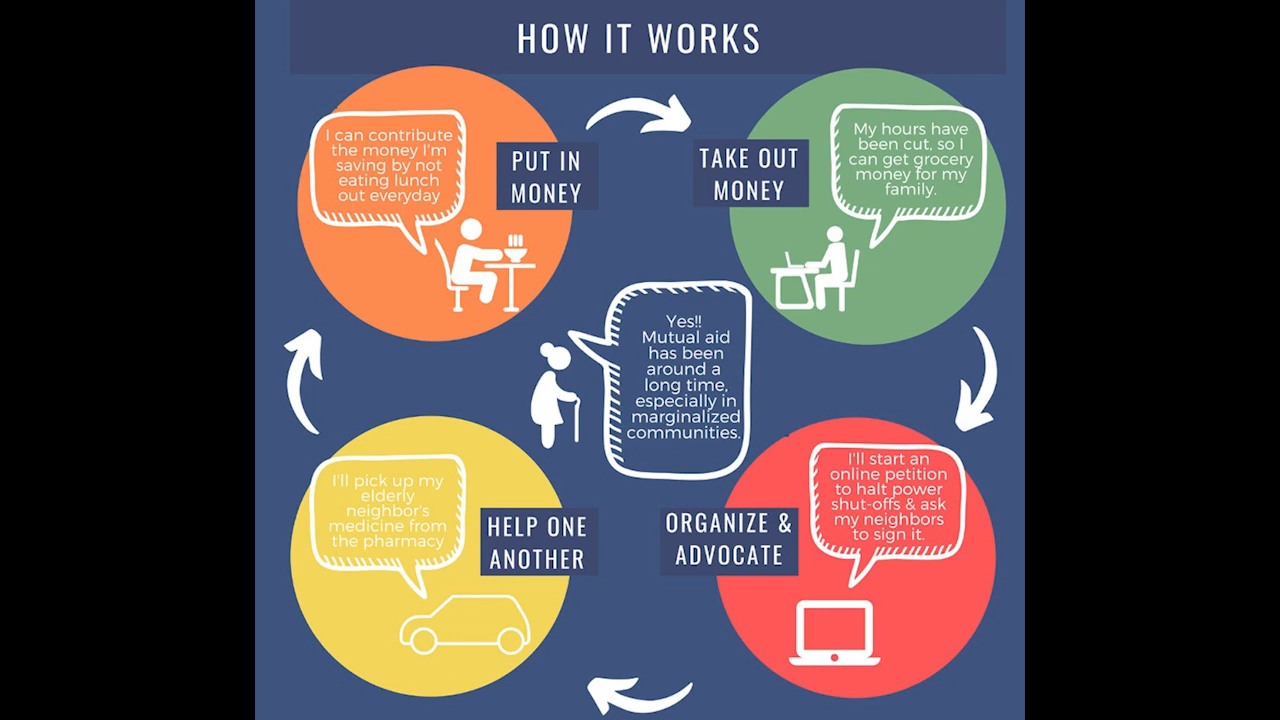 HOW IT WORKS
I can contribute
the money I'm
saving by not
eating lunch
out everyday
PUT IN
MONEY
TAKE OUT
MONEY
My hours have
been cut, so I
can get grocery
money for my
family.
Yes!!
Mutual aid
has been
around a
long time,
especially in
marginalized
communities.
I'll pick up my
elderly
neighbor's
medicine from
the pharmacy
HELP ONE
ANOTHER
ORGANIZE &
ADVOCATE
I'll start an
online petition
to halt power
shut-offs & ask
my neighbors
to sign it.